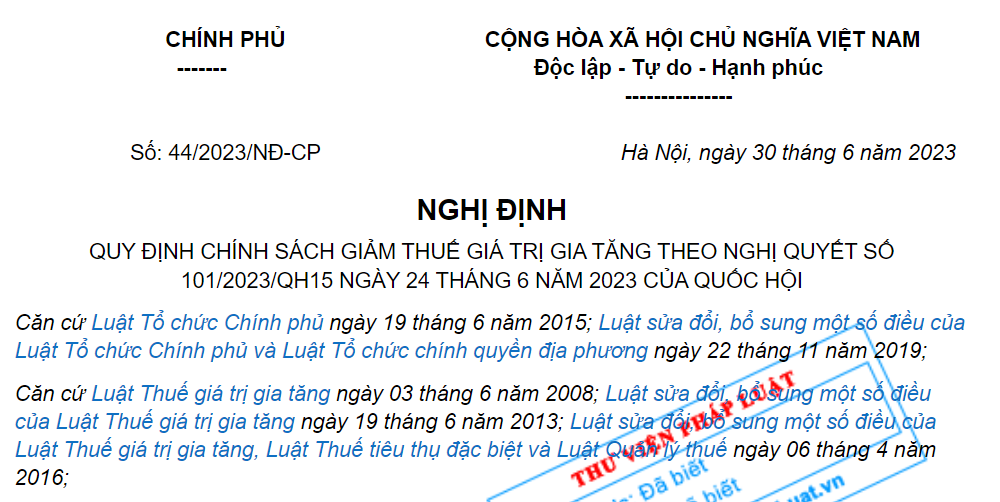 CHÍNH PHỦ
-------
CỘNG HÒA XÃ HỘI CHỦ NGHĨA VIỆT NAM
Độc lập - Tự do - Hạnh phúc
---------------
Số: 44/2023/NĐ-CP
Hà Nội, ngày 30 tháng 6 năm 2023
NGHỊ ĐỊNH
QUY ĐỊNH CHÍNH SÁCH GIẢM THUẾ GIÁ TRỊ GIA TĂNG THEO NGHỊ QUYẾT SỐ
101/2023/QH15 NGÀY 24 THÁNG 6 NĂM 2023 CỦA QUỐC HỘI
Căn cứ Luật Tổ chức Chính phủ ngày 19 tháng 6 năm 2015; Luật sửa đổi, bổ sung một số điều của
Luật Tổ chức Chính phủ và Luật Tổ chức chính quyền địa phương ngày 22 tháng 11 năm 2019;
Căn cứ Luật Thuế giá trị gia tăng ngày 03 tháng 6 năm 2008; Luật sửa đổi, bổ sung một số điều
của Luật Thuế giá trị gia tăng ngày 19 tháng 6 năm 2013; Luật sửa đổi, bổ sung một số điều của
Luật Thuế giá trị gia tăng, Luật Thuế tiêu thụ đặc biệt và Luật Quản lý thuế ngày 06 tháng 4 năm
2016;
THƯ VIỆN PHÁP LUẬT
Đã biết
biết
.vn